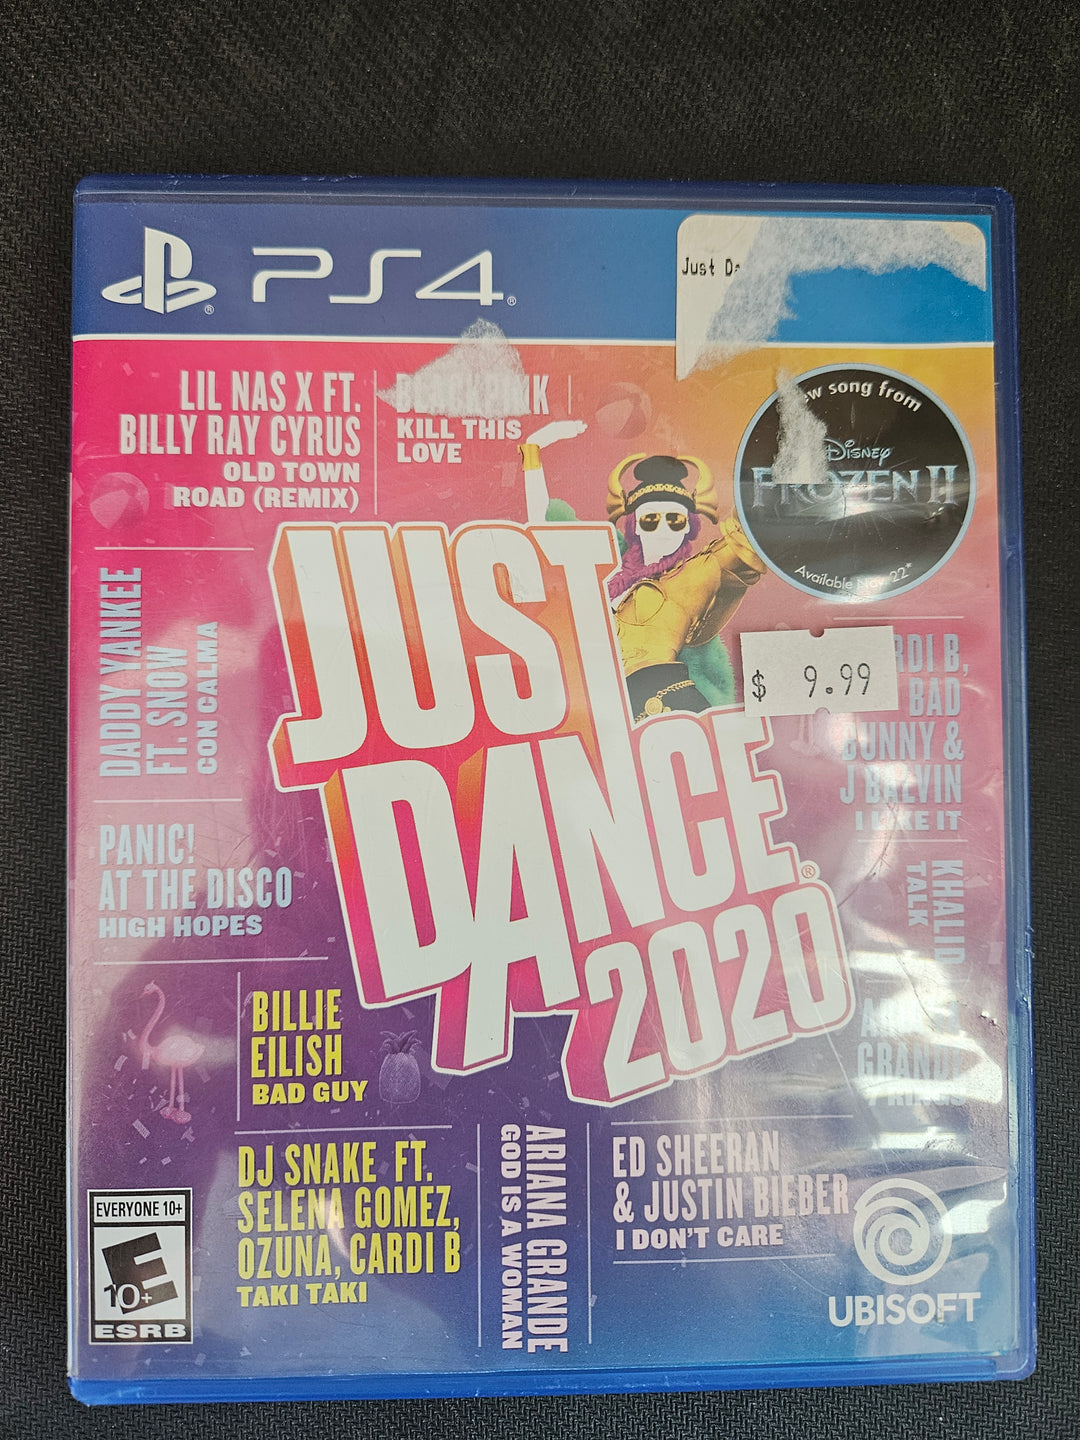 PS4
Just Da
LIL NAS X FT.
BILLY RAY CYRUS
OLD TOWN
ROAD (REMIX)
BLACKPINK
KILL THIS
LOVE
song from
Disney
FROZEN II
Available Nov 22*
JUST
DANCE
2020
$ 9.99
DADDY YANKEE
FT. SNOW
CON CALMA
BAD
BUNNY &
J BALVIN
I LIKE IT
PANIC!
AT THE DISCO
HIGH HOPES
KHALID
TALK
GRANDE
BILLIE
EILISH
BAD GUY
DJ SNAKE FT.
SELENA GOMEZ,
OZUNA, CARDI B
TAKI TAKI
ARIANA GRANDE
GOD IS A WOMAN
ED SHEERAN
& JUSTIN BIEBER
I DON'T CARE
EVERYONE 10+
E
10+
ESRB
UBISOFT